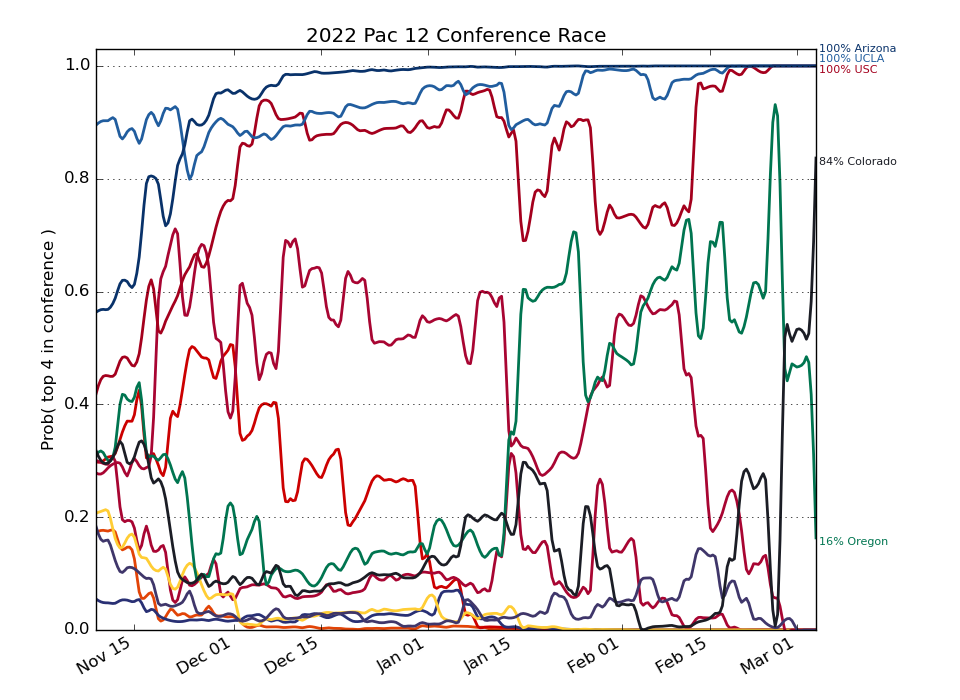 2022 Pac 12 Conference Race
100% Arizona
100% UCLA
100% USC
84% Colorado
16% Oregon
Prob( top 4 in conference )
1.0
0.8
0.6
0.4
0.2
0.0
Nov 15
Dec 01
Dec 15
Jan 01
Jan 15
Feb 01
Feb 15
Mar 01